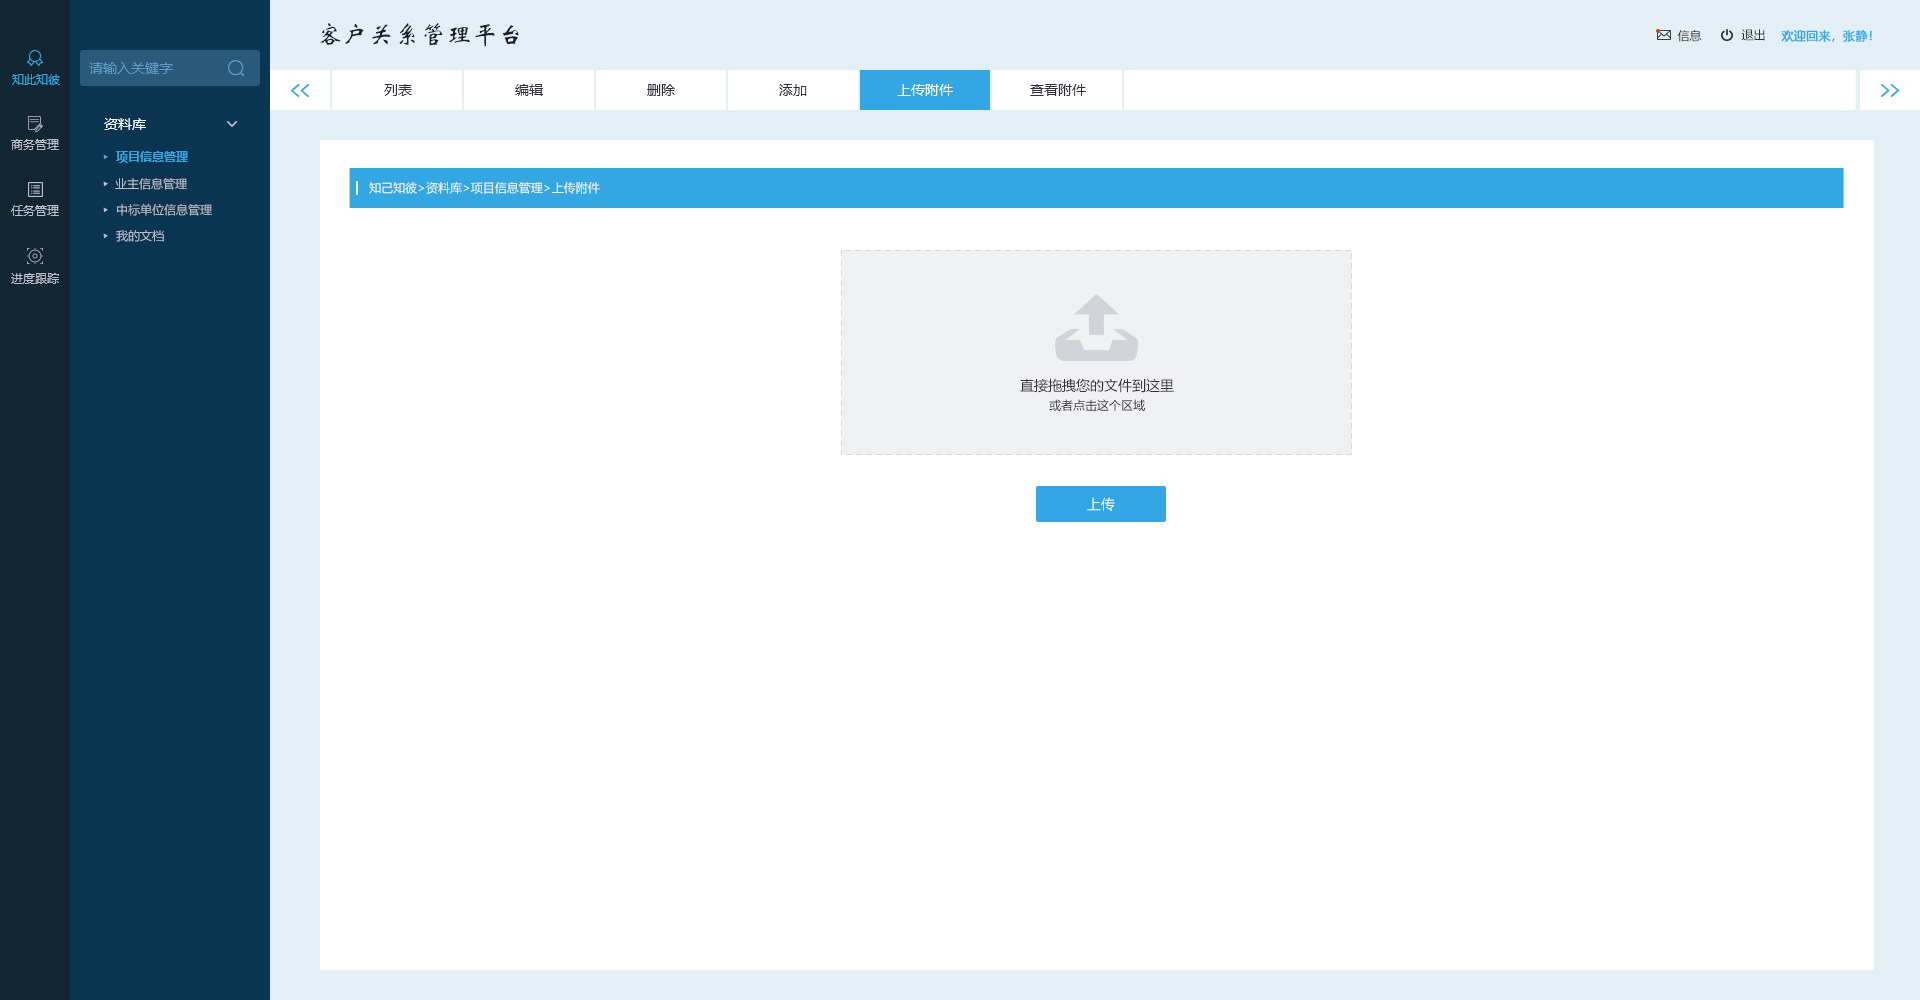 客户关系管理平台
信息 退出 欢迎回来，张静！
知此知彼
商务管理
任务管理
进度跟踪
请输入关键字
资料库
项目信息管理
业主信息管理
中标单位信息管理
我的文档
列表 编辑 删除 添加 上传附件 查看附件
知己知彼>资料库>项目信息管理>上传附件
直接拖拽您的文件到这里
或者点击这个区域
上传